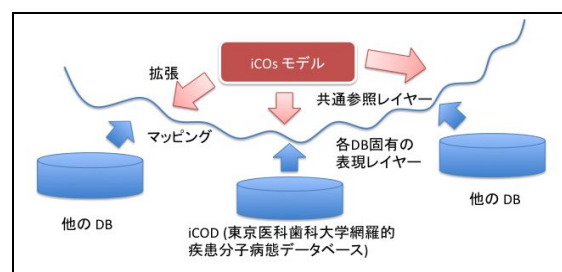 iCOs モデル
拡張
共通参照レイヤー
マッピング
各DB固有の
表現レイヤー
他の DB
他の DB
iCOD (東京医科歯科大学網羅的
疾患分子病態データベース)